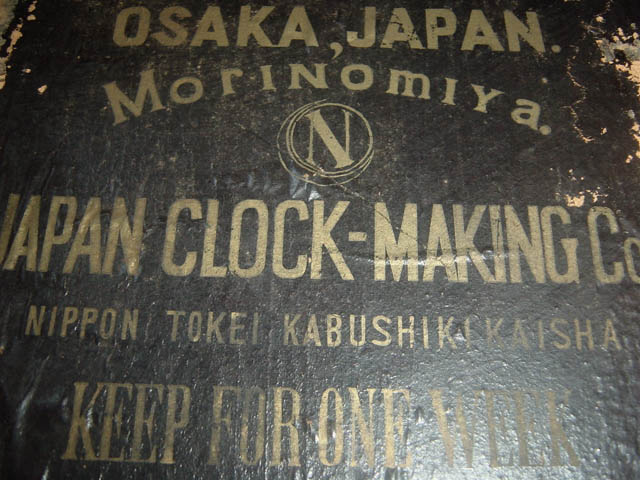 OSAKA, JAPAN.
Morinomiya.
N
JAPAN CLOCK-MAKING Co
NIPPON TOKEI KABUSHIKI KAISHA
KEEP FOR ONE WEEK